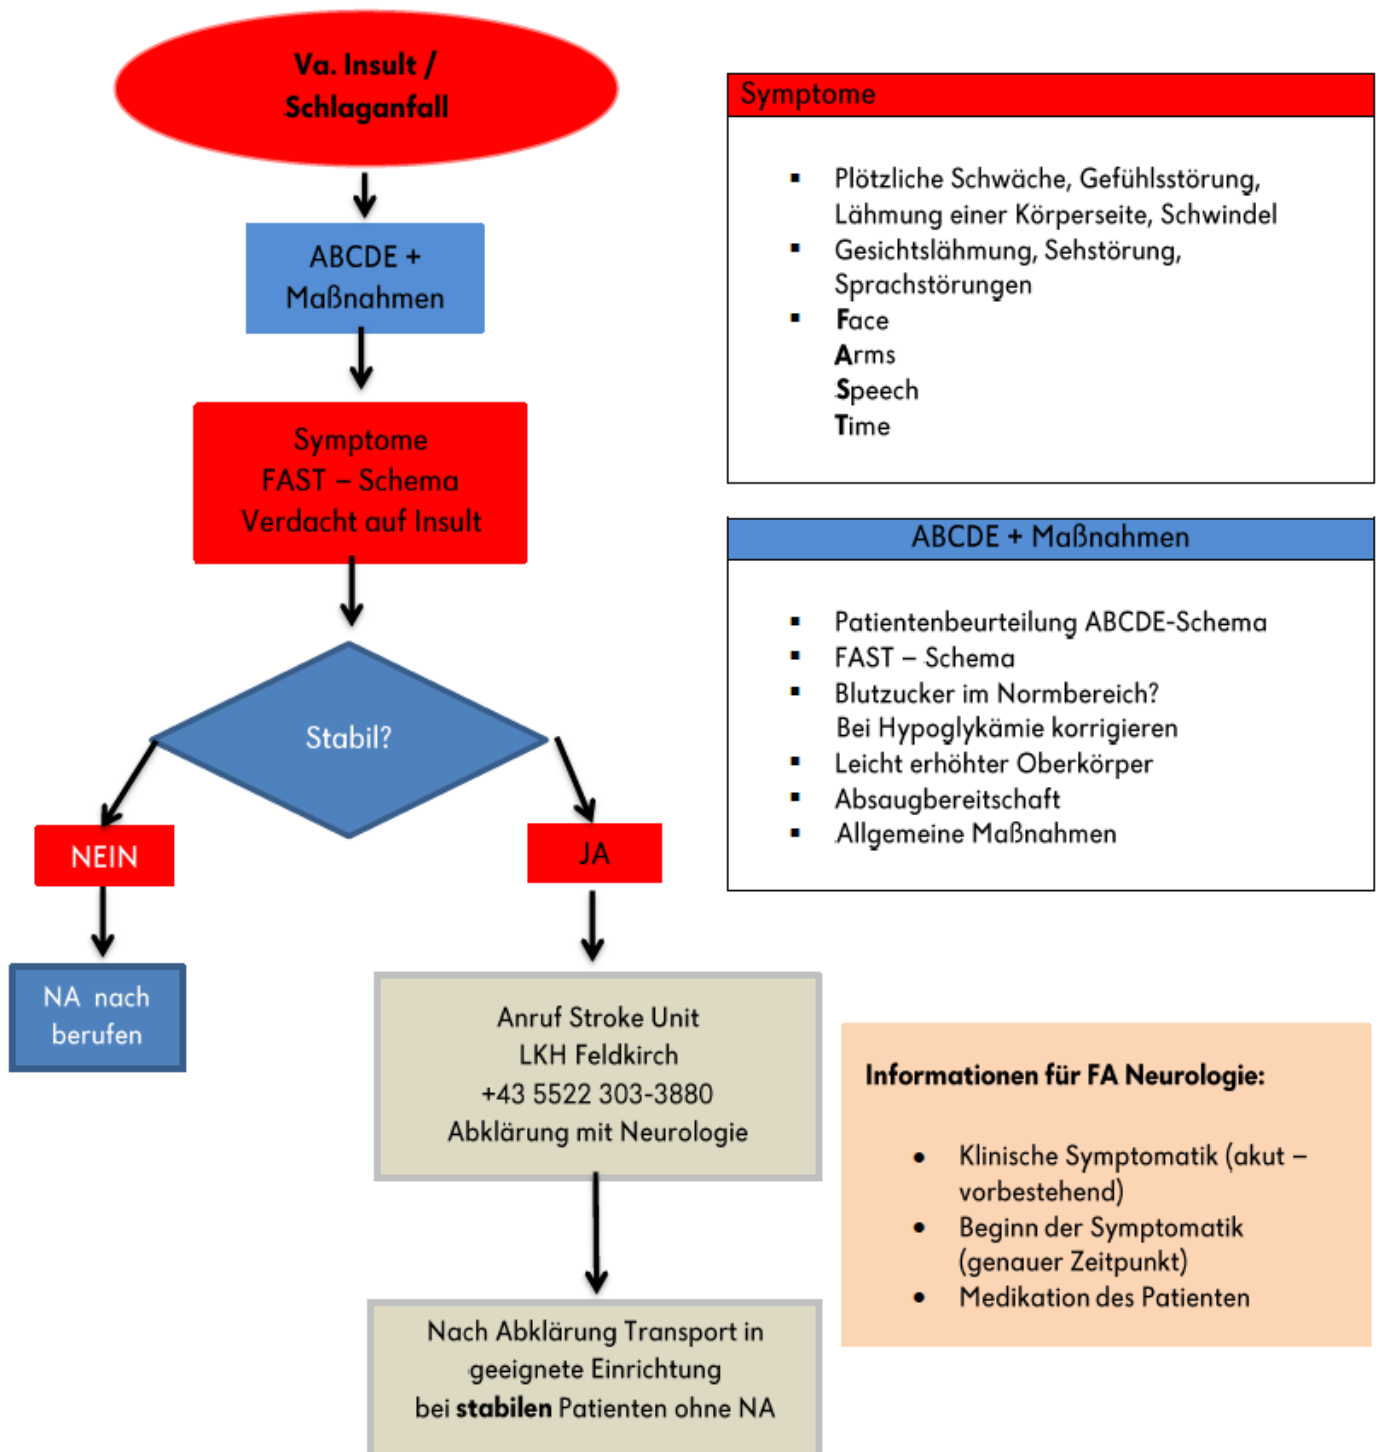 Va. Insult /
Schlaganfall
ABCDE +
Maßnahmen
Symptome
FAST – Schema
Verdacht auf Insult
Stabil?
NEIN
JA
NA nach
berufen
Anruf Stroke Unit
LKH Feldkirch
+43 5522 303-3880
Abklärung mit Neurologie
Nach Abklärung Transport in
geeignete Einrichtung
bei stabilen Patienten ohne NA
Symptome
▪ Plötzliche Schwäche, Gefühlsstörung,
Lähmung einer Körperseite, Schwindel
▪ Gesichtslähmung, Sehstörung,
Sprachstörungen
▪ Face
Arms
Speech
Time
ABCDE + Maßnahmen
▪ Patientenbeurteilung ABCDE-Schema
▪ FAST – Schema
▪ Blutzucker im Normbereich?
Bei Hypoglykämie korrigieren
▪ Leicht erhöhter Oberkörper
▪ Absaugbereitschaft
▪ Allgemeine Maßnahmen
Informationen für FA Neurologie:
• Klinische Symptomatik (akut –
vorbestehend)
• Beginn der Symptomatik
(genauer Zeitpunkt)
• Medikation des Patienten